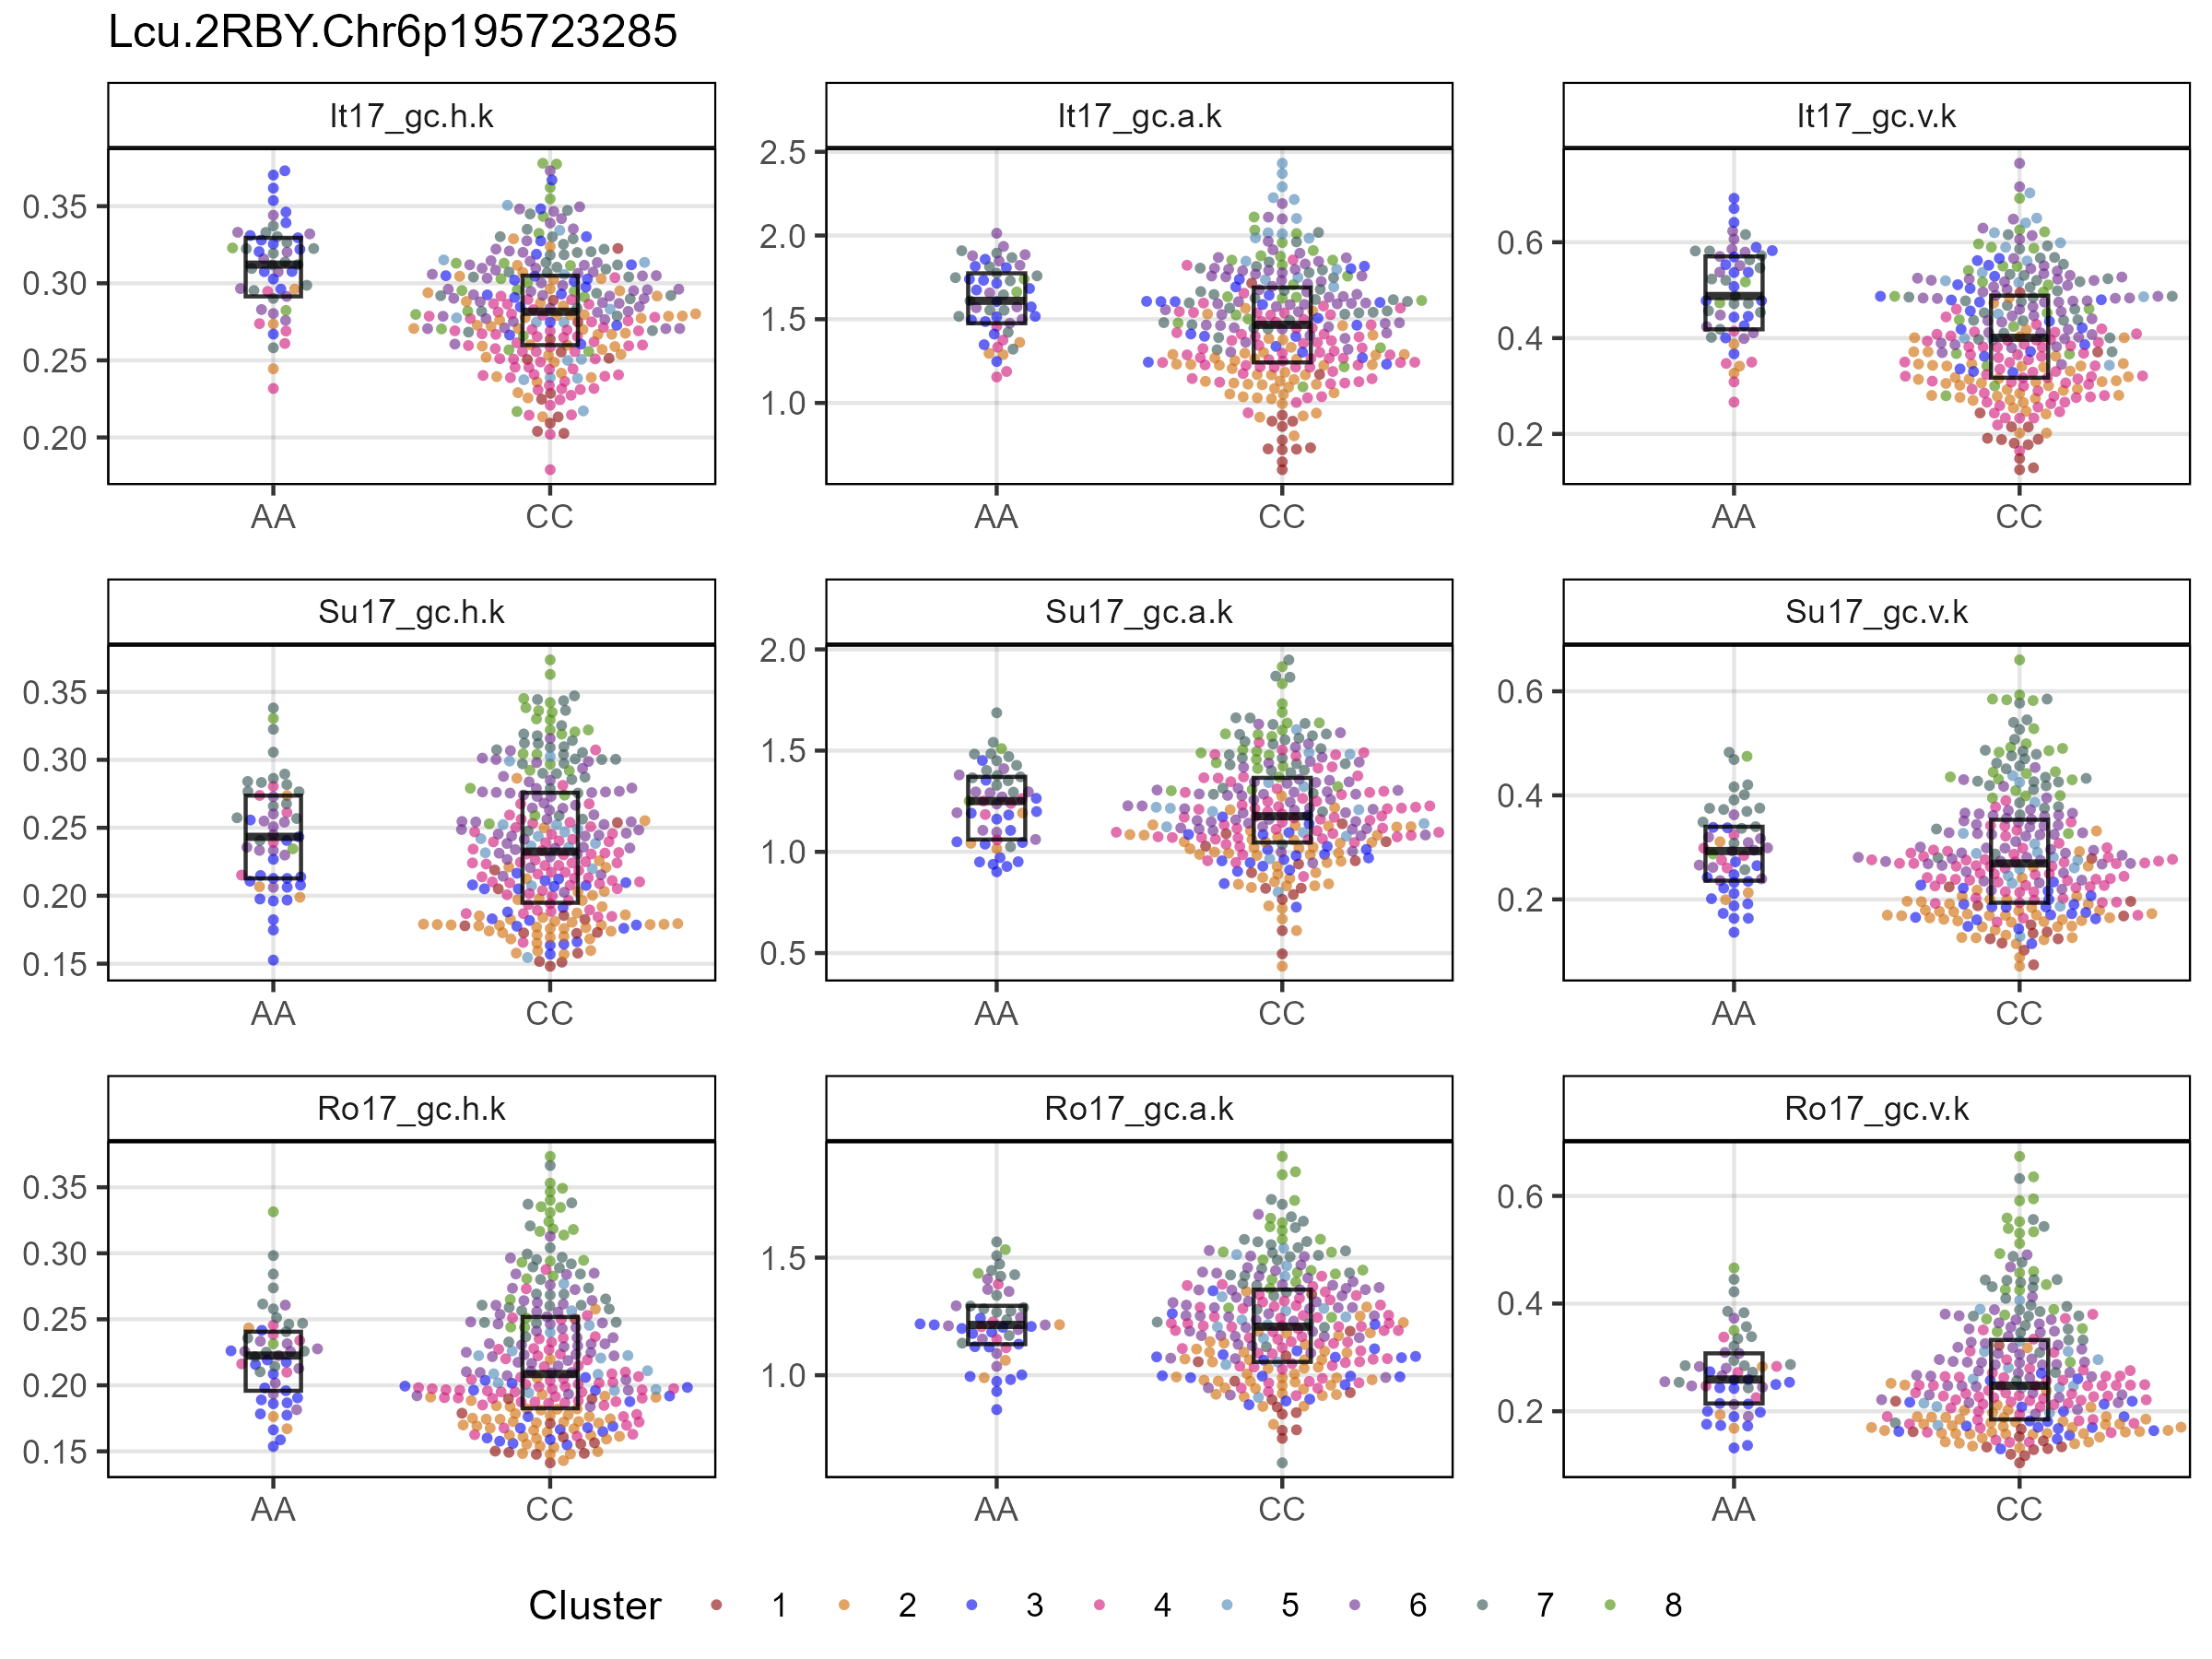 Lcu.2RBY.Chr6p195723285
It17_gc.h.k
It17_gc.a.k
It17_gc.v.k
0.35
0.30
0.25
0.20
AA
CC
2.5
2.0
1.5
1.0
AA
CC
0.6
0.4
0.2
AA
CC
Su17_gc.h.k
Su17_gc.a.k
Su17_gc.v.k
0.35
0.30
0.25
0.20
0.15
AA
CC
2.0
1.5
1.0
0.5
AA
CC
0.6
0.4
0.2
AA
CC
Ro17_gc.h.k
Ro17_gc.a.k
Ro17_gc.v.k
0.35
0.30
0.25
0.20
0.15
AA
CC
1.5
1.0
AA
CC
0.6
0.4
0.2
AA
CC
Cluster 1 2 3 4 5 6 7 8